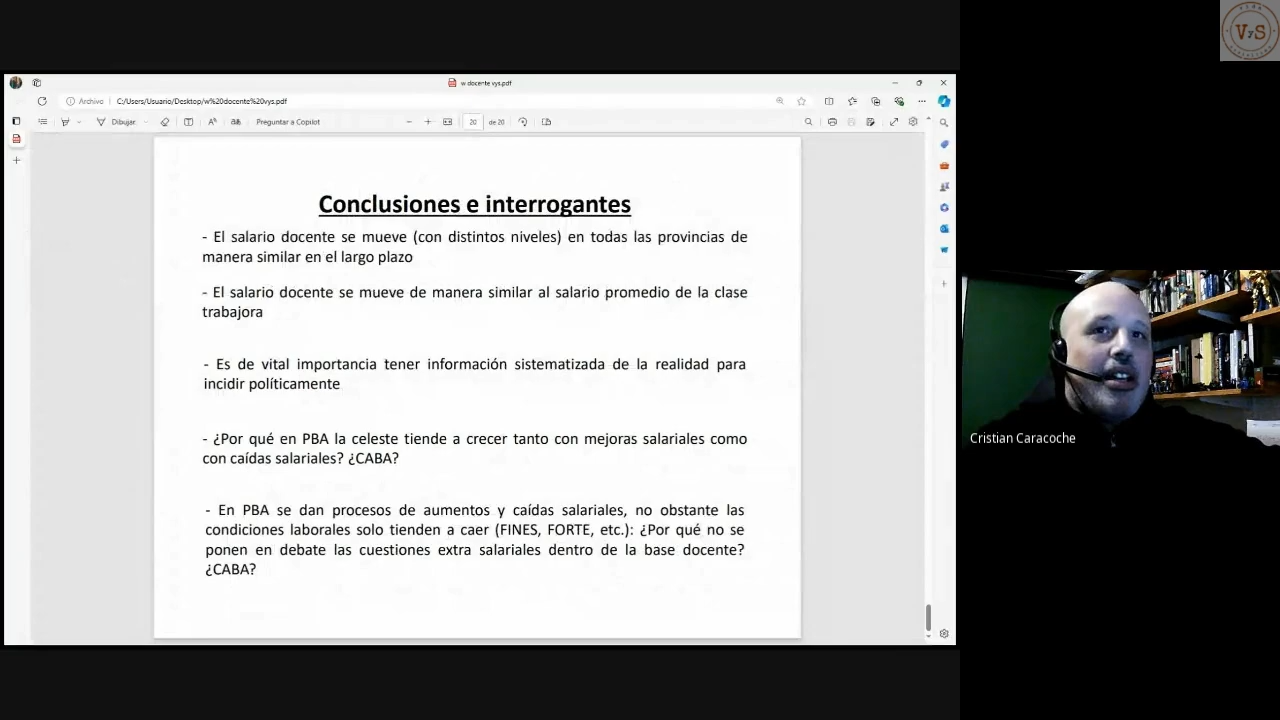 w docente vys.pdf
Archivo
C:/Users/Usuario/Desktop/w%20docente%20vys.pdf
Dibujar
Preguntar a Copilot
20
de 20
Conclusiones e interrogantes
- El salario docente se mueve (con distintos niveles) en todas las provincias de
manera similar en el largo plazo
- El salario docente se mueve de manera similar al salario promedio de la clase
trabajora
- Es de vital importancia tener información sistematizada de la realidad para
incidir políticamente
- ¿Por qué en PBA la celeste tiende a crecer tanto con mejoras salariales como
con caídas salariales? ¿CABA?
- En PBA se dan procesos de aumentos y caídas salariales, no obstante las
condiciones laborales solo tienden a caer (FINES, FORTE, etc.): ¿Por qué no se
ponen en debate las cuestiones extra salariales dentro de la base docente?
¿CABA?
VyS
Cristian Caracoche